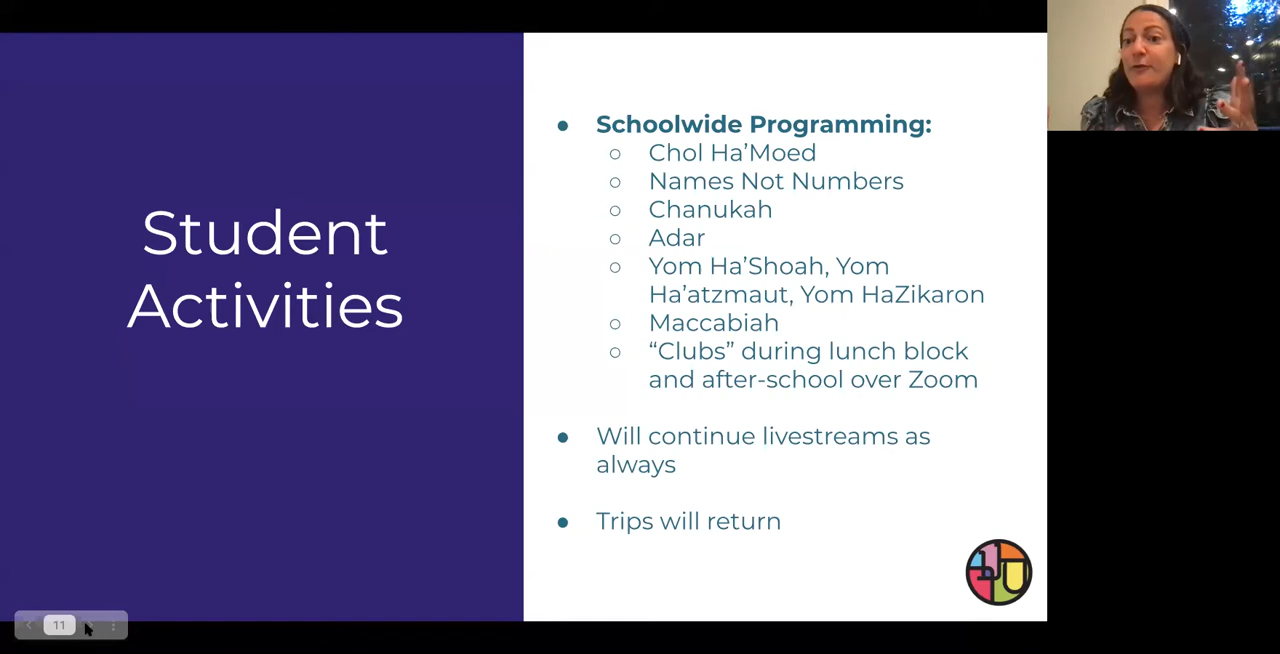 Student
Activities
● Schoolwide Programming:
○ Chol Ha’Moed
○ Names Not Numbers
○ Chanukah
○ Adar
○ Yom Ha’Shoah, Yom
Ha’atzmaut, Yom HaZikaron
○ Maccabiah
○ “Clubs” during lunch block
and after-school over Zoom
● Will continue livestreams as
always
● Trips will return
11